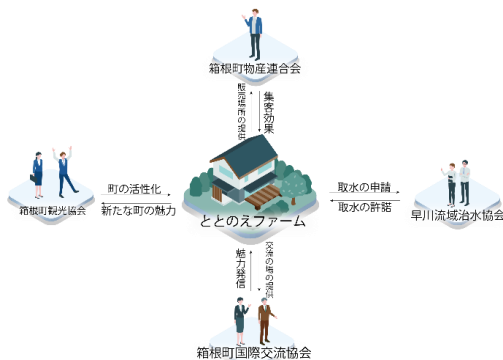 箱根町物産連合会
販売場所の提供
集客効果
町の活性化
新たな町の魅力
箱根町観光協会
ととのえファーム
取水の申請
取水の許諾
早川流域治水協会
魅力発信
交流の場の提供
箱根町国際交流協会